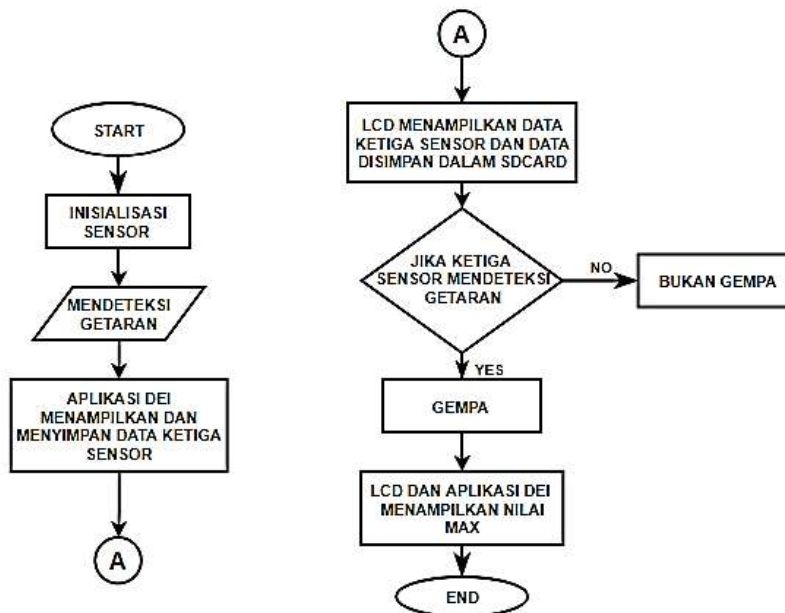 START
INISIALISASI
SENSOR
MENDETEKSI
GETARAN
APLIKASI DEI
MENAMPILKAN DAN
MENYIMPAN DATA KETIGA
SENSOR
A
A
LCD MENAMPILKAN DATA
KETIGA SENSOR DAN DATA
DISIMPAN DALAM SDCARD
JIKA KETIGA
SENSOR MENDETEKSI
GETARAN
NO
BUKAN GEMPA
YES
GEMPA
LCD DAN APLIKASI DEI
MENAMPILKAN NILAI
MAX
END